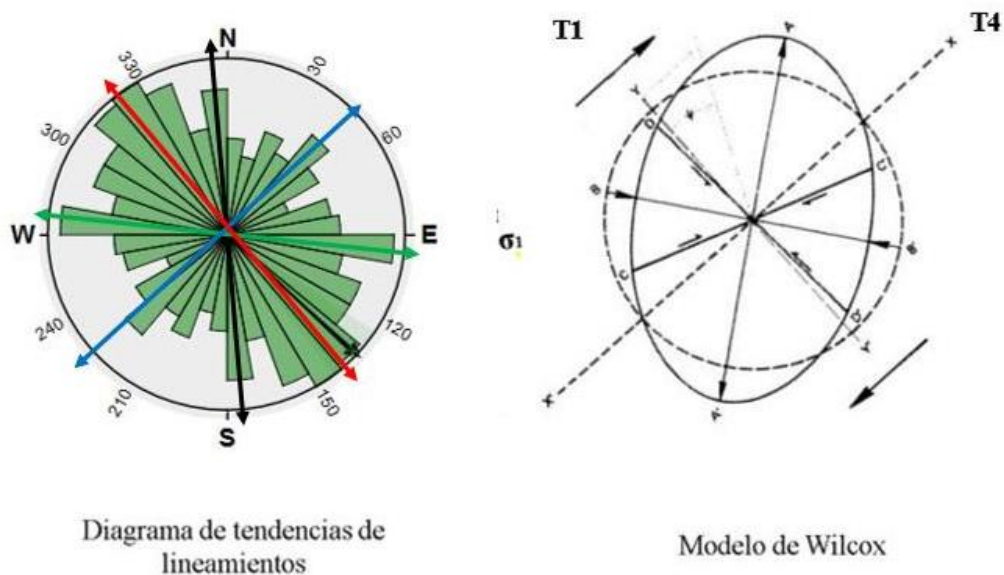 N
30
60
E
120
150
S
210
240
W
300
330
Diagrama de tendencias de
lineamientos
T1
T4
σ1
A
X
Y
D
C
B
B
C
D
Y
X'
A'
Modelo de Wilcox